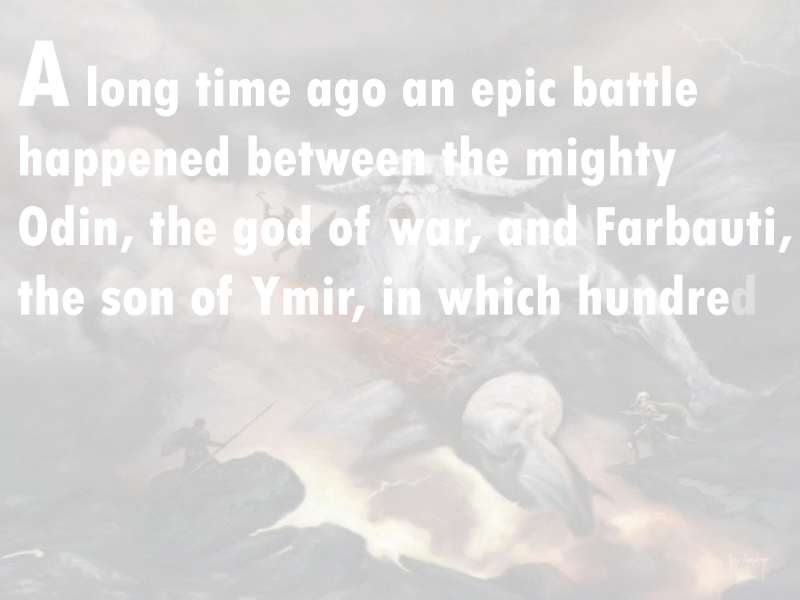 A long time ago an epic battle
happened between the mighty
Odin, the god of war, and Farbauti,
the son of Ymir, in which hundred